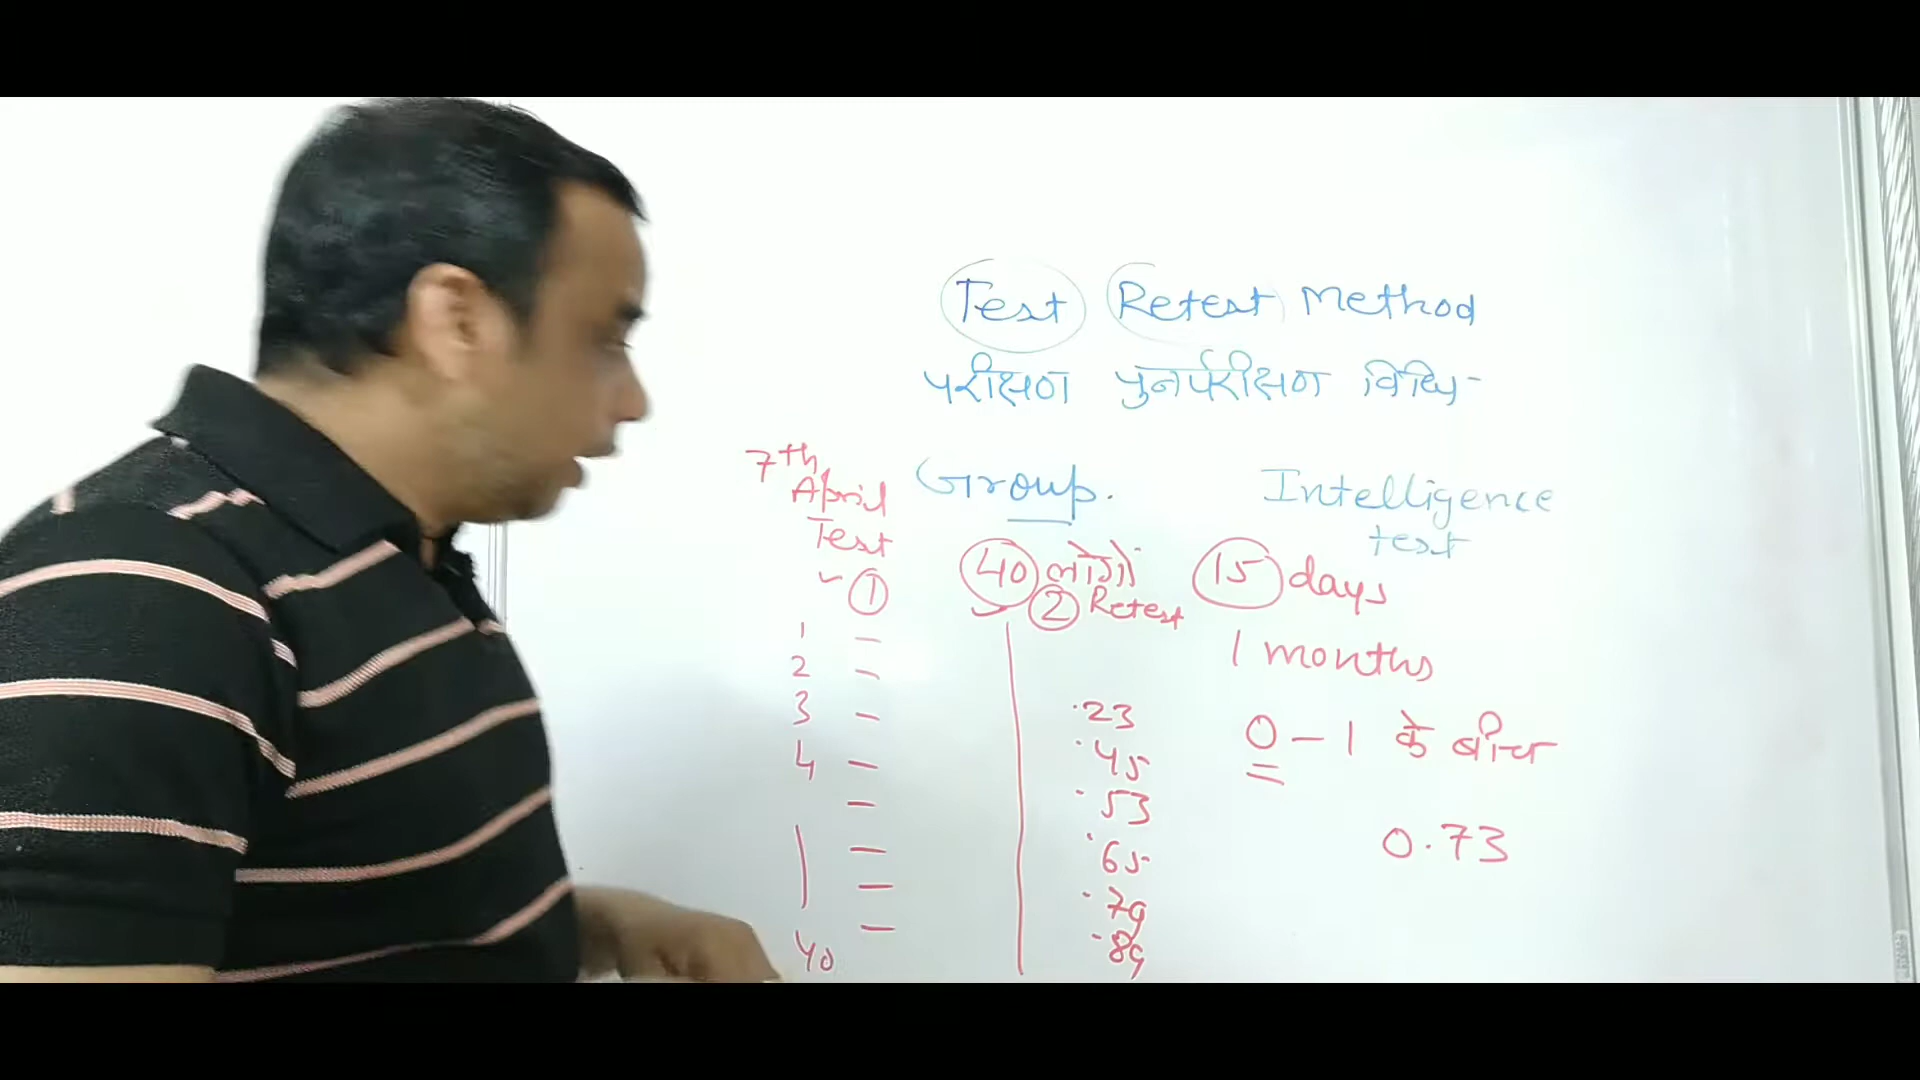 Test Retest Method
परीक्षण पुनर्परीक्षण विधि-
7th April Test
Group.
Intelligence test
① 40 लोगों 15 days
② Retest
1 months
1 -
2 -
3 - .23
4 - .45
0 - 1 के बीच
- .53
- .65
0.73
- .79
- .89
40